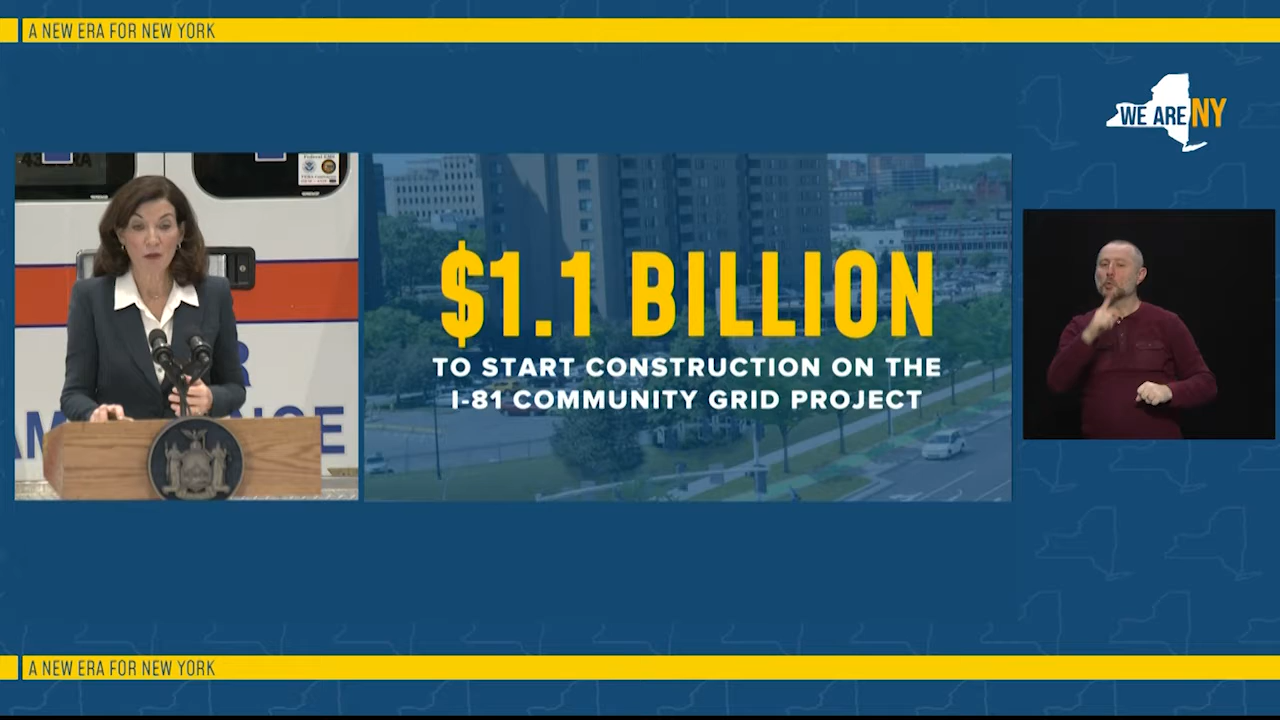 A NEW ERA FOR NEW YORK
WE ARE NY
$1.1 BILLION
TO START CONSTRUCTION ON THE
I-81 COMMUNITY GRID PROJECT
A NEW ERA FOR NEW YORK